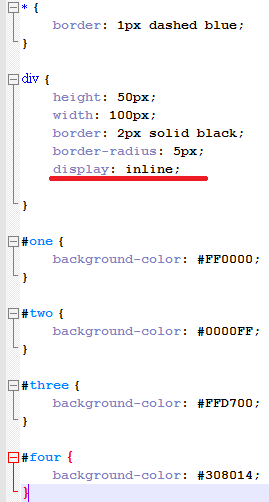 * {
border: 1px dashed blue;
}
div {
height: 50px;
width: 100px;
border: 2px solid black;
border-radius: 5px;
display: inline;
}
#one {
background-color: #FF0000;
}
#two {
background-color: #0000FF;
}
#three {
background-color: #FFD700;
}
#four {
background-color: #308014;
}